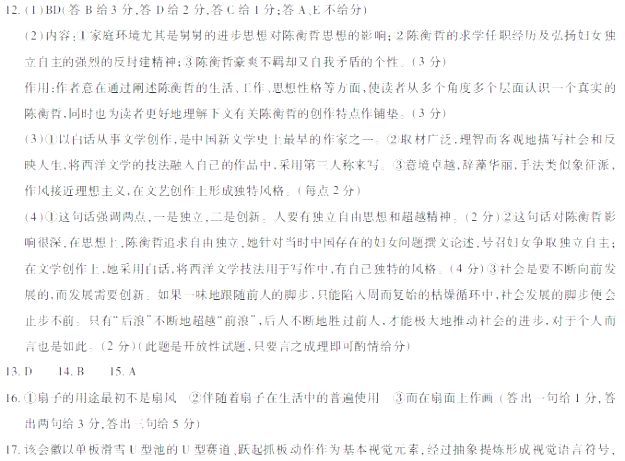 12. (1)BD(答 B 给 3 分,答 D 给 2 分,答 C 给 1 分;答 A、E 不给分)
(2)内容:①家庭环境尤其是舅舅的进步思想对陈衡哲思想的影响;②陈衡哲的求学任职经历及弘扬妇女独
立自主的强烈的反封建精神;③陈衡哲豪爽不羁却又自我矛盾的个性。(3 分)
作用:作者意在通过阐述陈衡哲的生活、工作、思想性格等方面,使读者从多个角度多个层面认识一个真实的
陈衡哲,同时也为读者更好地理解下文有关陈衡哲的创作特点作铺垫。(3 分)
(3)①以白话从事文学创作,是中国新文学史上最早的作家之一。②取材广泛,理智而客观地描写社会和反
映人生,将西洋文学的技法融入自己的作品中,采用第三人称来写。③意境卓越,辞藻华丽,手法类似象征派,
作风接近理想主义,在文艺创作上形成独特风格。(每点 2 分)
(4)①这句话强调两点,一是独立,二是创新。人要有独立自由思想和超越精神。(2 分)②这句话对陈衡哲影
响很深,在思想上,陈衡哲追求自由独立,她针对当时中国存在的妇女问题撰文论述,号召妇女争取独立自主;
在文学创作上,她采用白话,将西洋文学技法用于写作中,有自己独特的风格。(4 分)③社会是要不断向前发
展的,而发展需要创新。如果一味地跟随前人的脚步,只能陷入周而复始的枯燥循环中,社会发展的脚步便会
止步不前。只有“后浪”不断地超越“前浪”,后人不断地胜过前人,才能极大地推动社会的进步,对于个人而
言也是如此。(2 分)(此题是开放性试题,只要言之成理即可酌情给分)
13. D 14. B 15. A
16. ①扇子的用途最初不是扇风 ②伴随着扇子在生活中的普遍使用 ③而在扇面上作画(答出一句给 1 分,答
出两句给 3 分,答出三句给 5 分)
17. 该会徽以单板滑雪 U 型池的 U 型赛道、跃起抓板动作作为基本视觉元素,经过抽象提炼形成视觉语言符号,